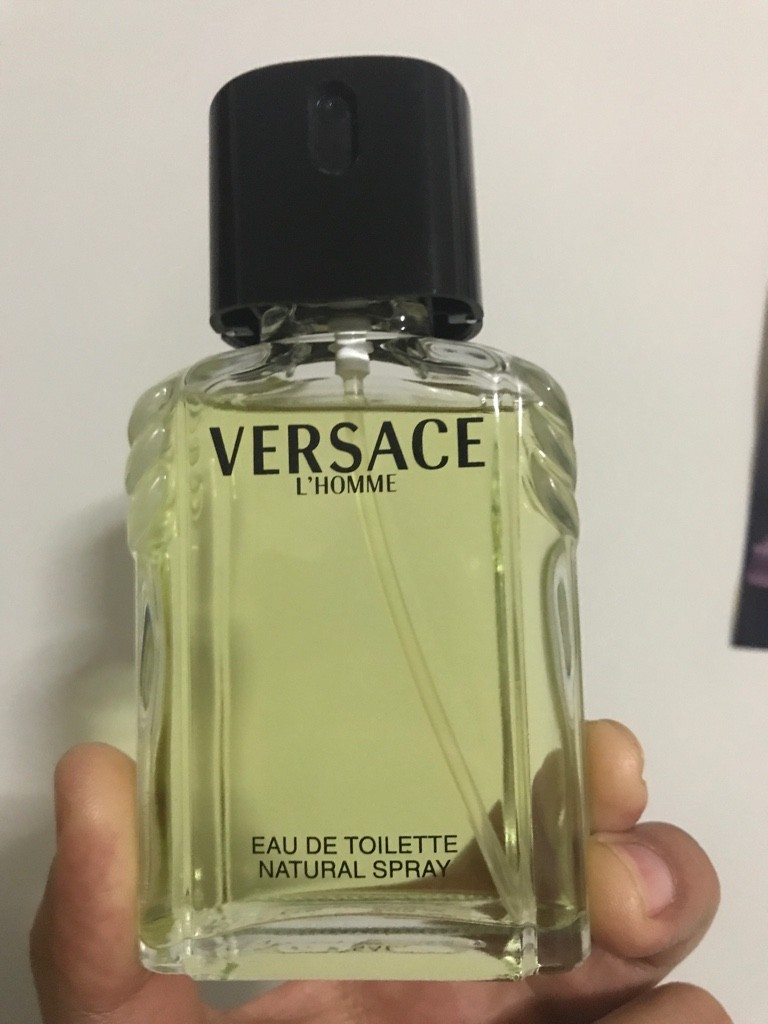 VERSACE
L'HOMME
EAU DE TOILETTE
NATURAL SPRAY